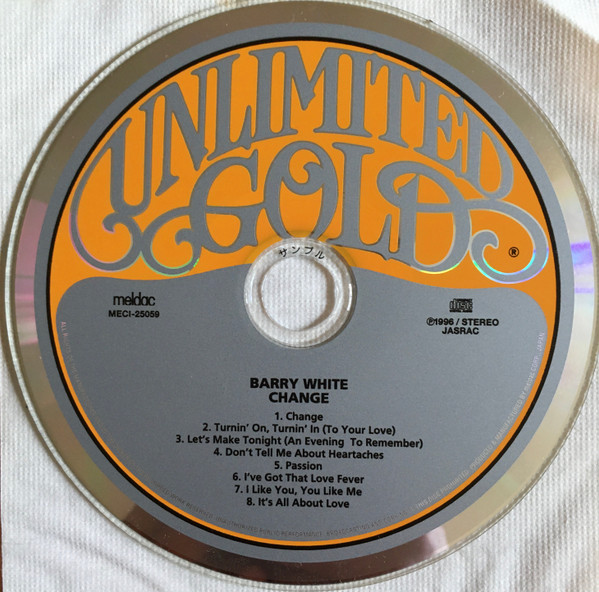 UNLIMITED
GOLD
®
サンプル
meldac
MECI-25059
℗1996 / STEREO
JASRAC
BARRY WHITE
CHANGE
1. Change
2. Turnin' On, Turnin' In (To Your Love)
3. Let's Make Tonight (An Evening To Remember)
4. Don't Tell Me About Heartaches
5. Passion
6. I've Got That Love Fever
7. I Like You, You Like Me
8. It's All About Love